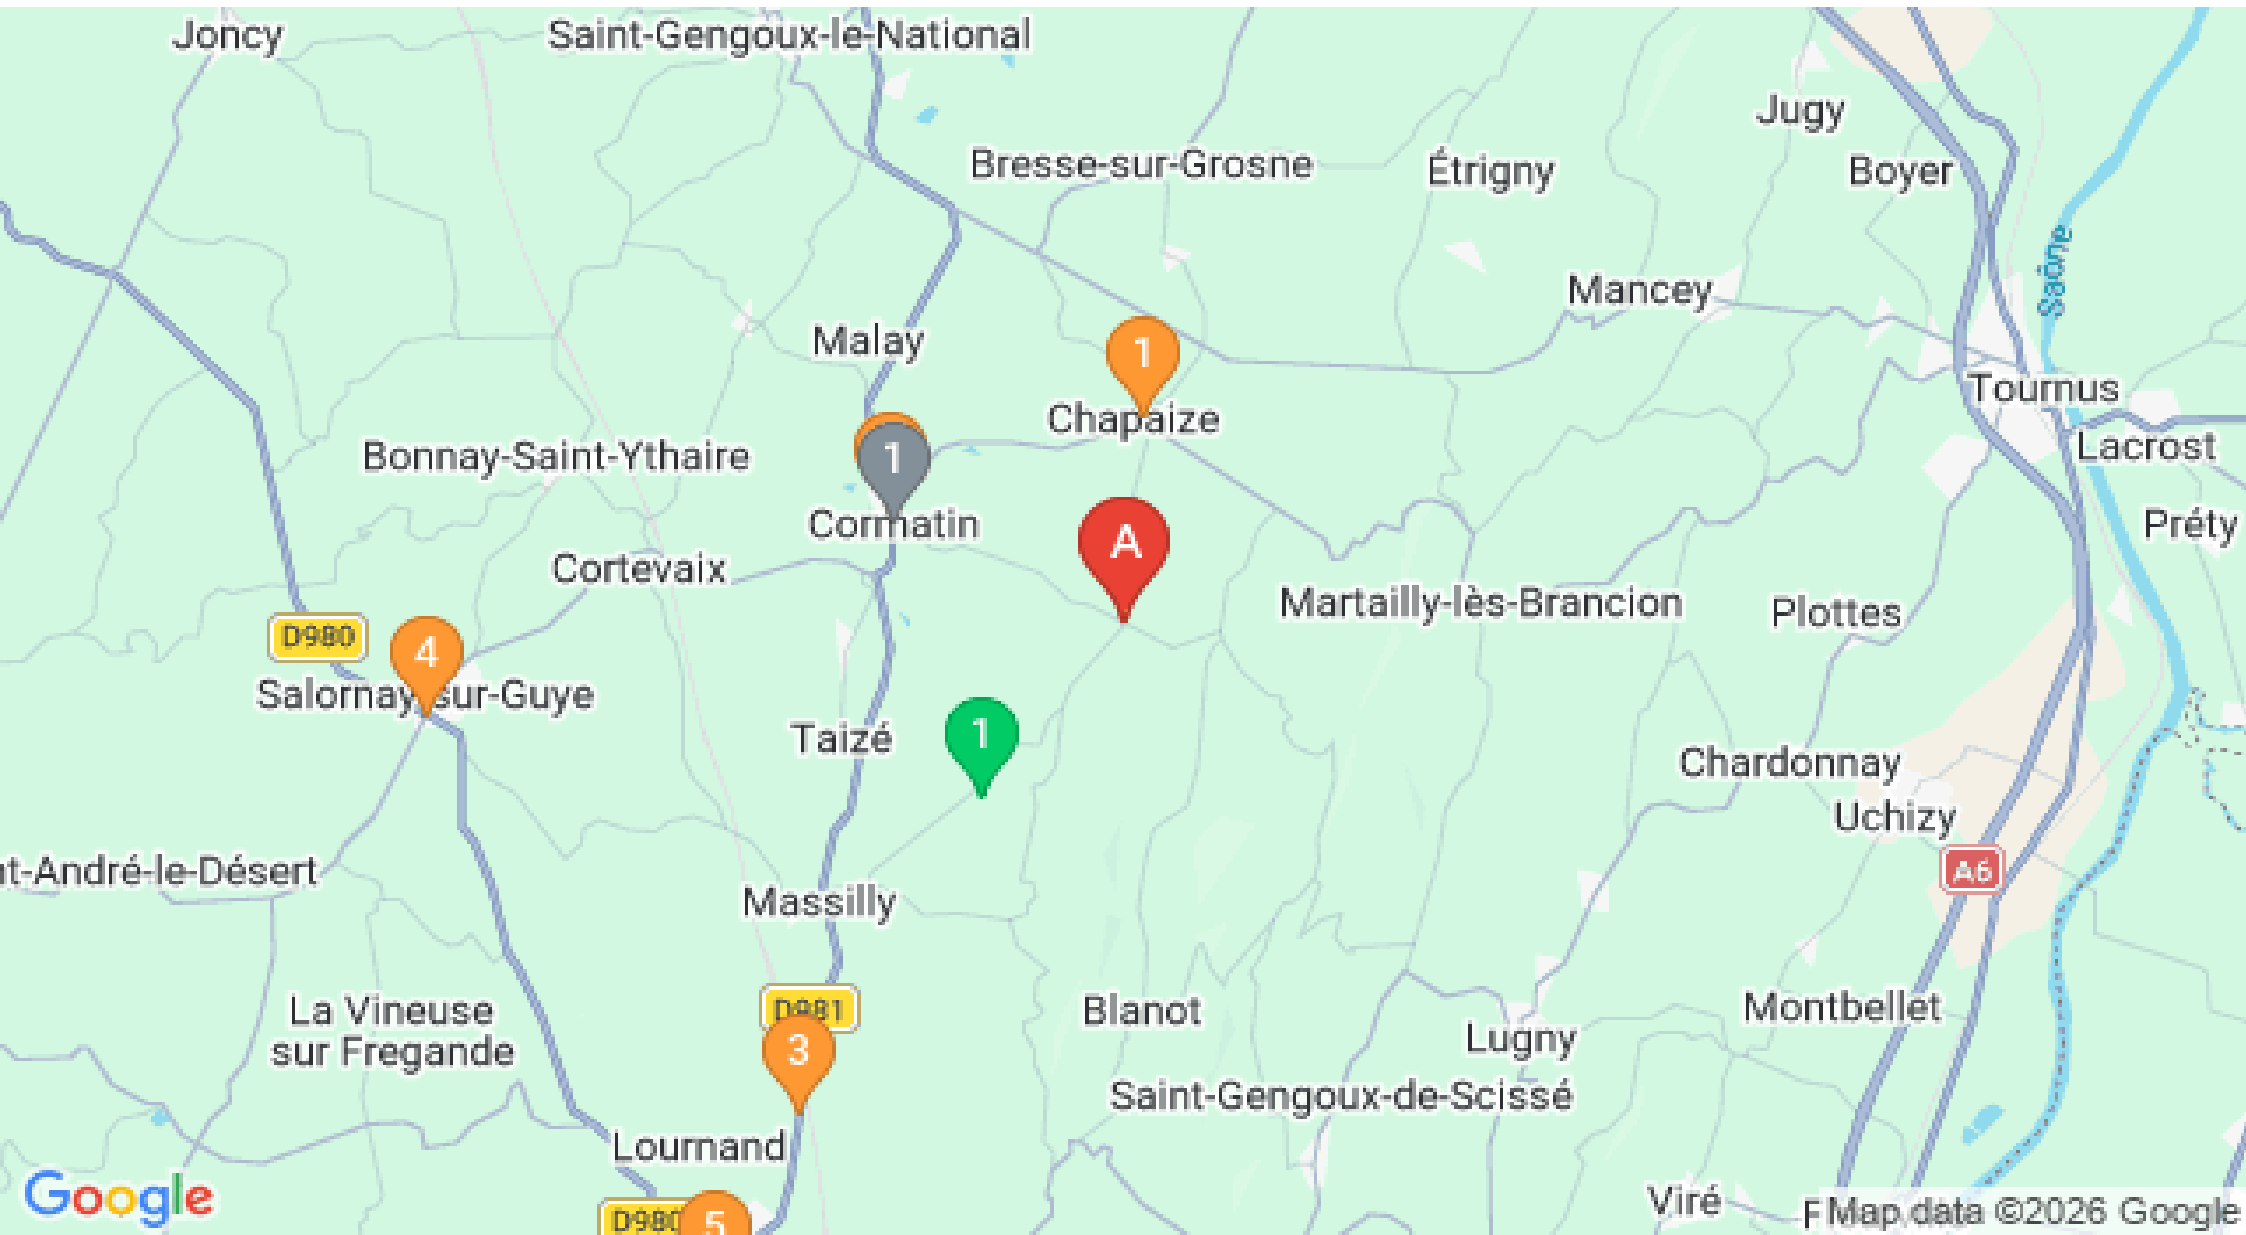 Joncy
Saint-Gengoux-le-National
Jugy
Bresse-sur-Grosne
Étrigny
Boyer
Saône
Mancey
Malay
1
Chapaize
Tournus
Bonnay-Saint-Ythaire
1
Lacrost
Cormatin
A
Préty
Cortevaix
Martailly-lès-Brancion
Plottes
D980
4
Salornay-sur-Guye
Taizé
1
Chardonnay
Uchizy
nt-André-le-Désert
A6
Massilly
La Vineuse
sur Fregande
D981
Blanot
Montbellet
3
Lugny
Saint-Gengoux-de-Scissé
Lournand
Google
D980
5
Viré
F
Map data ©2026 Google